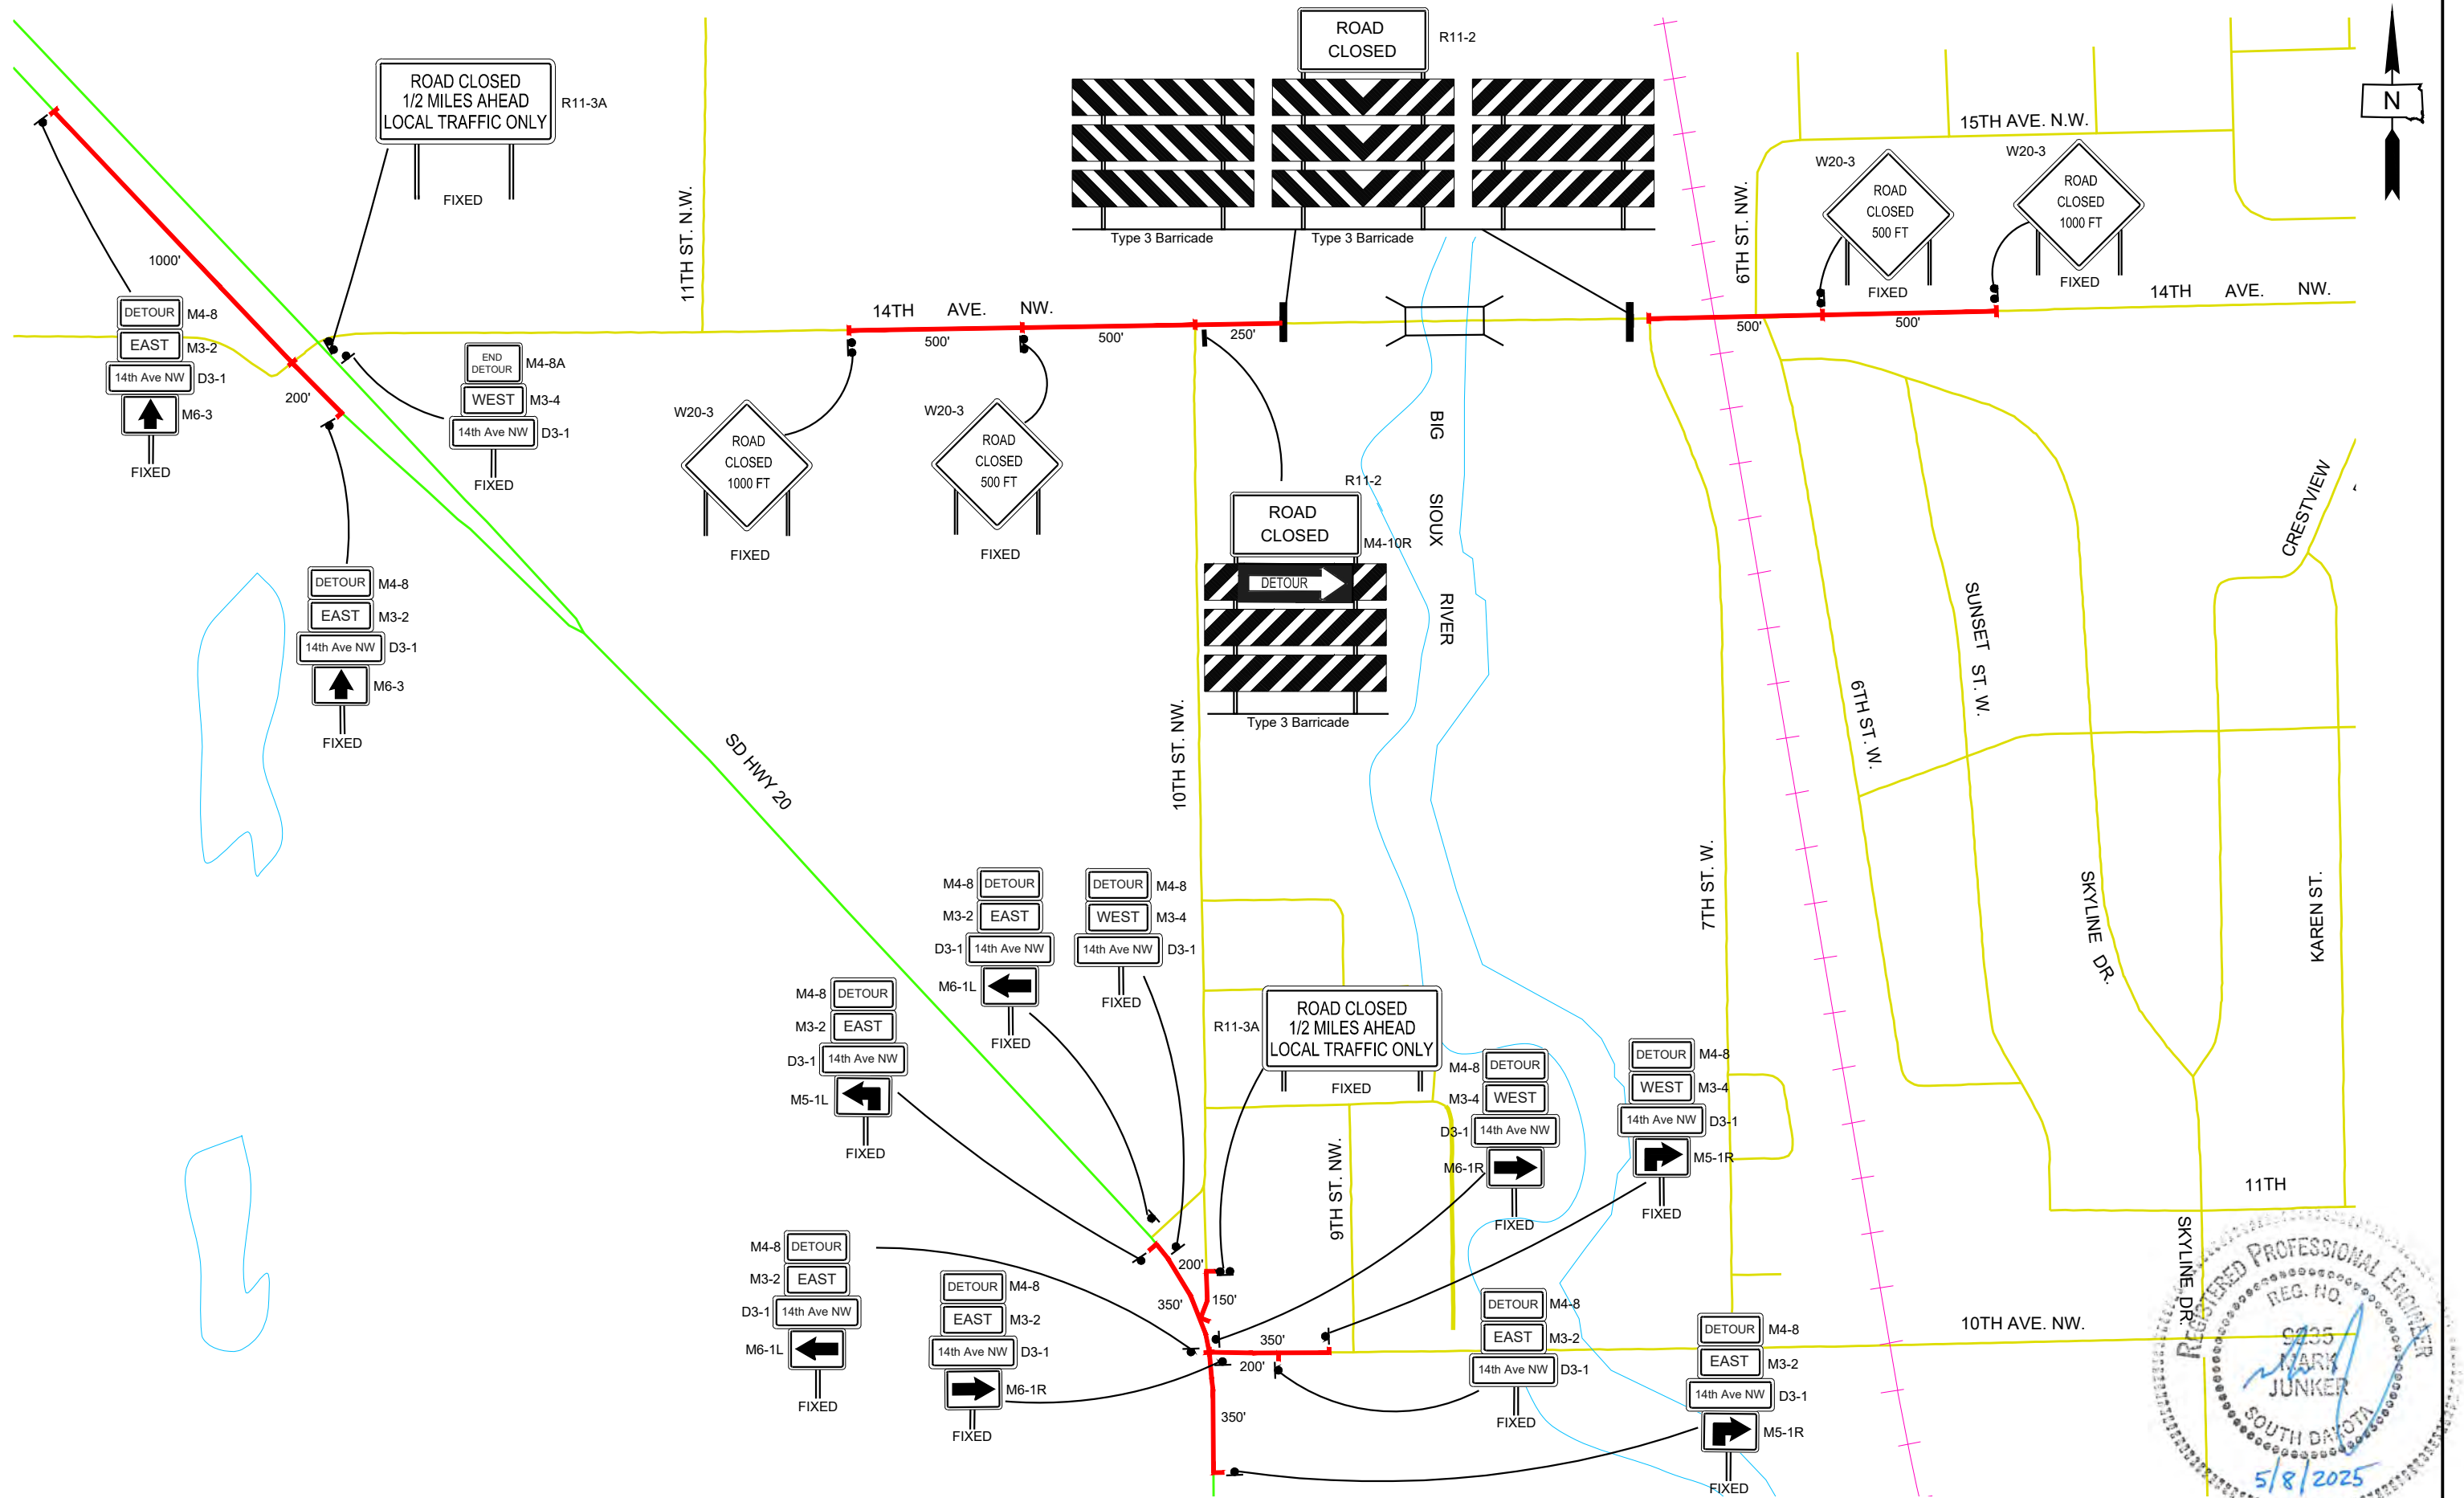 ROAD
CLOSED
R11-2
Type 3 Barricade
Type 3 Barricade
N
ROAD CLOSED
1/2 MILES AHEAD
LOCAL TRAFFIC ONLY
R11-3A
FIXED
11TH ST. N.W.
6TH ST. NW.
15TH AVE. N.W.
W20-3
ROAD
CLOSED
500 FT
FIXED
W20-3
ROAD
CLOSED
1000 FT
FIXED
14TH AVE. NW.
1000'
200'
DETOUR M4-8
EAST M3-2
14th Ave NW D3-1
M6-3
FIXED
END
DETOUR
M4-8A
WEST M3-4
14th Ave NW D3-1
FIXED
14TH AVE. NW.
500'
500'
250'
500'
500'
W20-3
ROAD
CLOSED
1000 FT
FIXED
W20-3
ROAD
CLOSED
500 FT
FIXED
R11-2
ROAD
CLOSED
M4-10R
DETOUR
Type 3 Barricade
BIG SIOUX RIVER
DETOUR M4-8
EAST M3-2
14th Ave NW D3-1
M6-3
FIXED
SD HWY 20
10TH ST. NW.
7TH ST. W.
6TH ST. W.
SUNSET ST. W.
SKYLINE DR.
CRESTVIEW
KAREN ST.
M4-8 DETOUR
M3-2 EAST
D3-1 14th Ave NW
M6-1L
FIXED
DETOUR M4-8
WEST M3-4
14th Ave NW D3-1
FIXED
M4-8 DETOUR
M3-2 EAST
D3-1 14th Ave NW
M5-1L
FIXED
R11-3A
ROAD CLOSED
1/2 MILES AHEAD
LOCAL TRAFFIC ONLY
FIXED
M4-8 DETOUR
M3-4 WEST
D3-1 14th Ave NW
M6-1R
FIXED
DETOUR M4-8
WEST M3-4
14th Ave NW D3-1
M5-1R
FIXED
9TH ST. NW.
11TH
SKYLINE DR.
10TH AVE. NW.
200'
350'
150'
350'
200'
350'
M4-8 DETOUR
M3-2 EAST
D3-1 14th Ave NW
M6-1L
FIXED
DETOUR M4-8
EAST M3-2
14th Ave NW D3-1
M6-1R
FIXED
DETOUR M4-8
EAST M3-2
14th Ave NW D3-1
FIXED
DETOUR M4-8
EAST M3-2
14th Ave NW D3-1
M5-1R
FIXED
REGISTERED PROFESSIONAL ENGINEER
REG. NO.
9235
MARK
JUNKER
SOUTH DAKOTA
5/8/2025